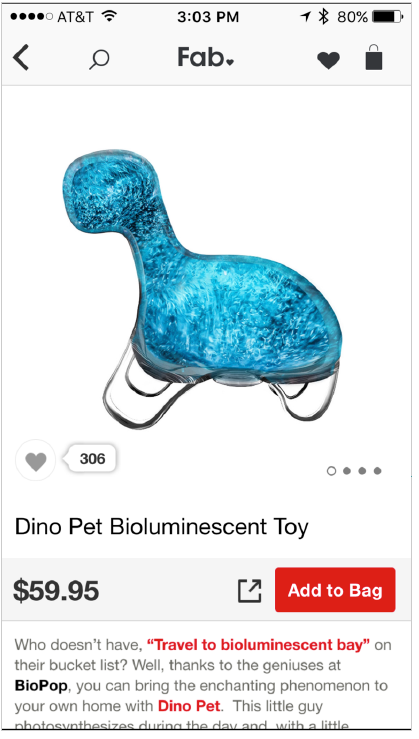 AT&T 3:03 PM 80%
Fab.
306
Dino Pet Bioluminescent Toy
$59.95 Add to Bag
Who doesn't have, “Travel to bioluminescent bay” on
their bucket list? Well, thanks to the geniuses at
BioPop, you can bring the enchanting phenomenon to
your own home with Dino Pet. This little guy
photosynthesizes during the day and, with a little